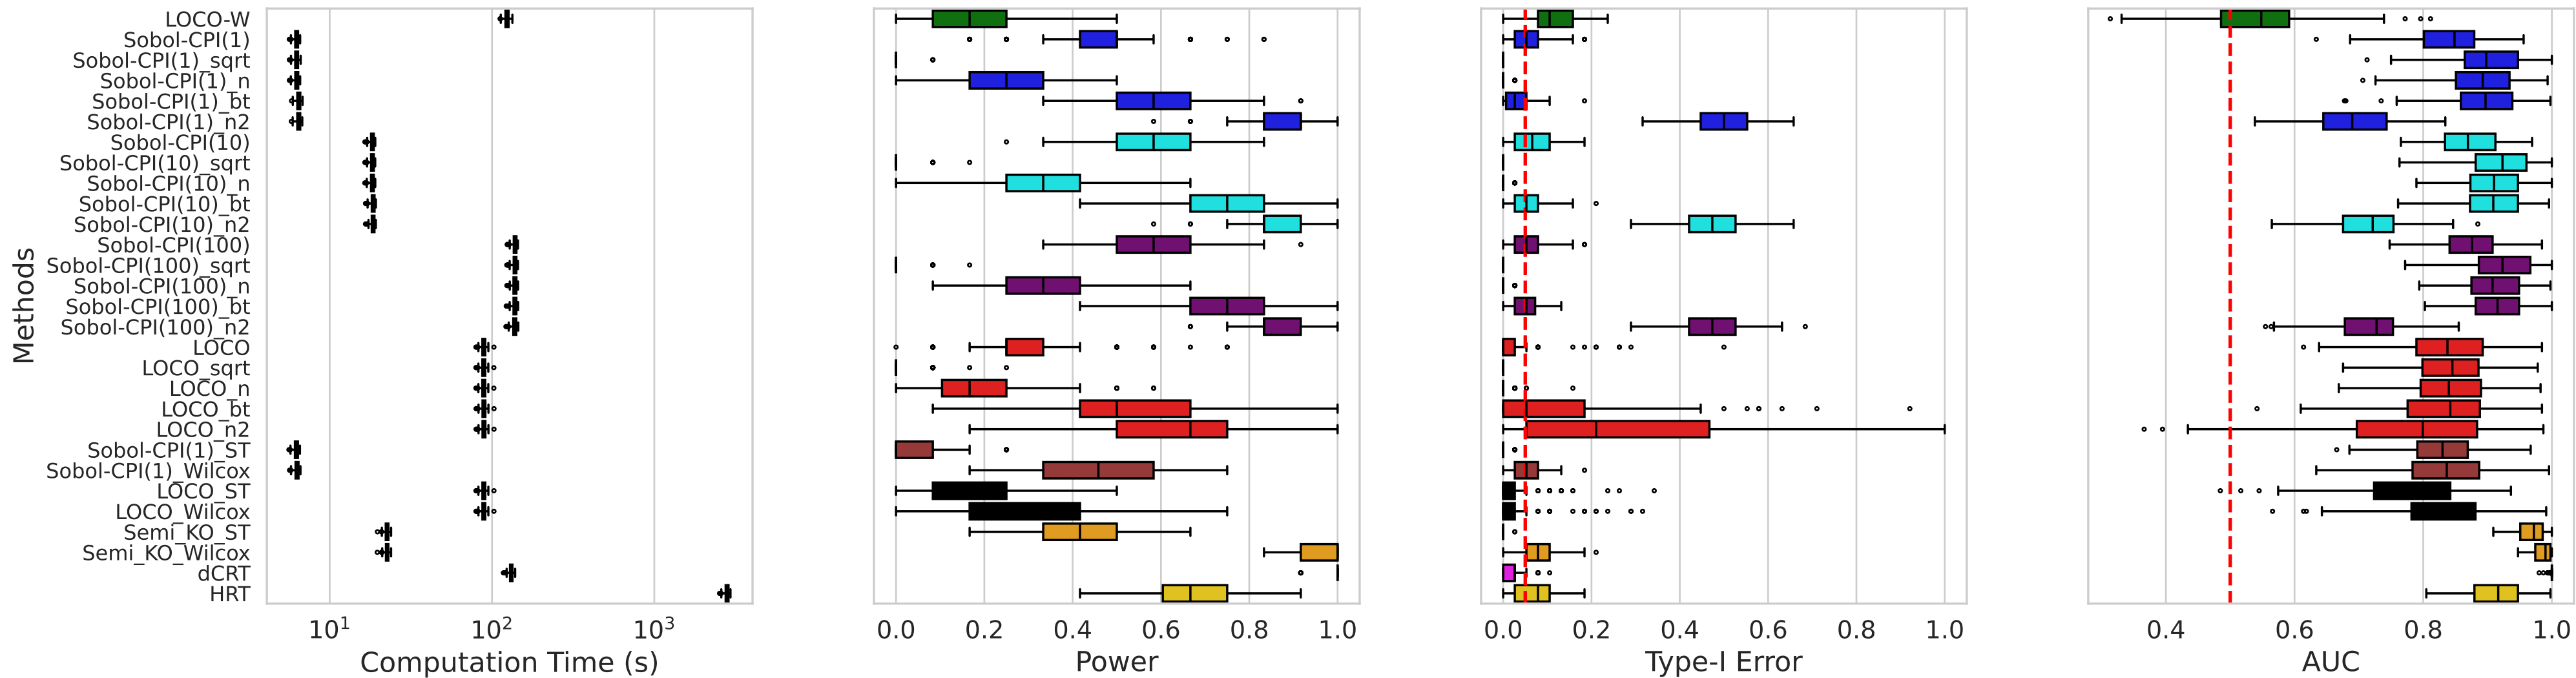 Methods
LOCO-W
Sobol-CPI(1)
Sobol-CPI(1)_sqrt
Sobol-CPI(1)_n
Sobol-CPI(1)_bt
Sobol-CPI(1)_n2
Sobol-CPI(10)
Sobol-CPI(10)_sqrt
Sobol-CPI(10)_n
Sobol-CPI(10)_bt
Sobol-CPI(10)_n2
Sobol-CPI(100)
Sobol-CPI(100)_sqrt
Sobol-CPI(100)_n
Sobol-CPI(100)_bt
Sobol-CPI(100)_n2
LOCO
LOCO_sqrt
LOCO_n
LOCO_bt
LOCO_n2
Sobol-CPI(1)_ST
Sobol-CPI(1)_Wilcox
LOCO_ST
LOCO_Wilcox
Semi_KO_ST
Semi_KO_Wilcox
dCRT
HRT
10¹ 10² 10³
Computation Time (s)
0.0 0.2 0.4 0.6 0.8 1.0
Power
0.0 0.2 0.4 0.6 0.8 1.0
Type-I Error
0.4 0.6 0.8 1.0
AUC